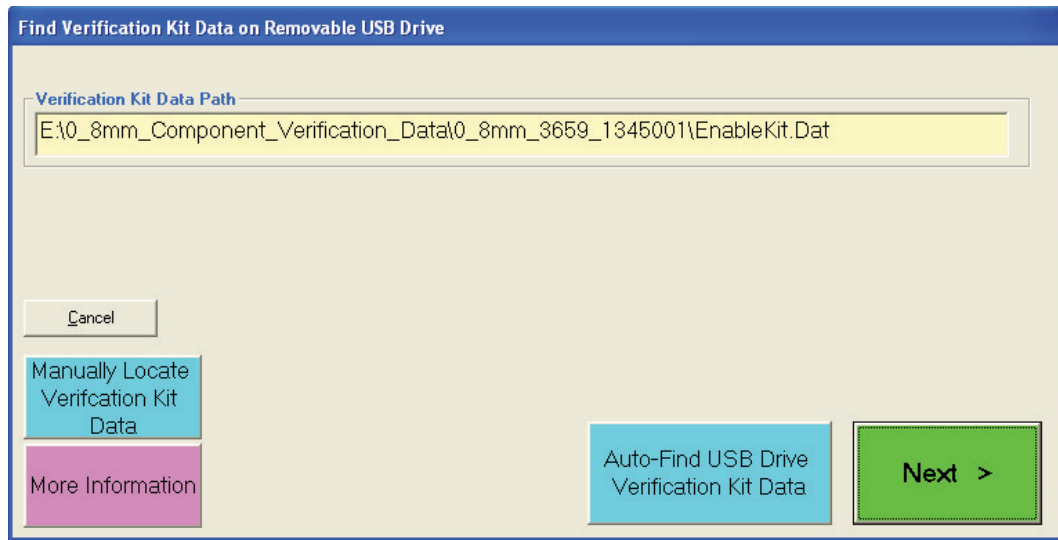 Find Verification Kit Data on Removable USB Drive
Verification Kit Data Path
E:\0_8mm_Component_Verification_Data\0_8mm_3659_1345001\EnableKit.Dat
Cancel
Manually Locate
Verifcation Kit
Data
More Information
Auto-Find USB Drive
Verification Kit Data
Next >